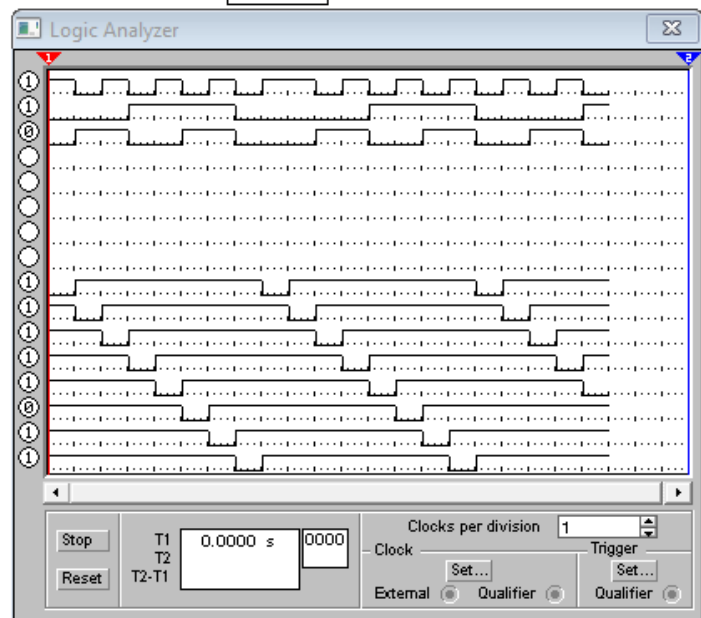 Logic Analyzer
1 2
1
1
0
1
1
1
1
1
0
1
1
Stop
Reset
T1 0.0000 s 0000
T2
T2-T1
Clocks per division 1
Clock
Set...
External Qualifier
Trigger
Set...
Qualifier